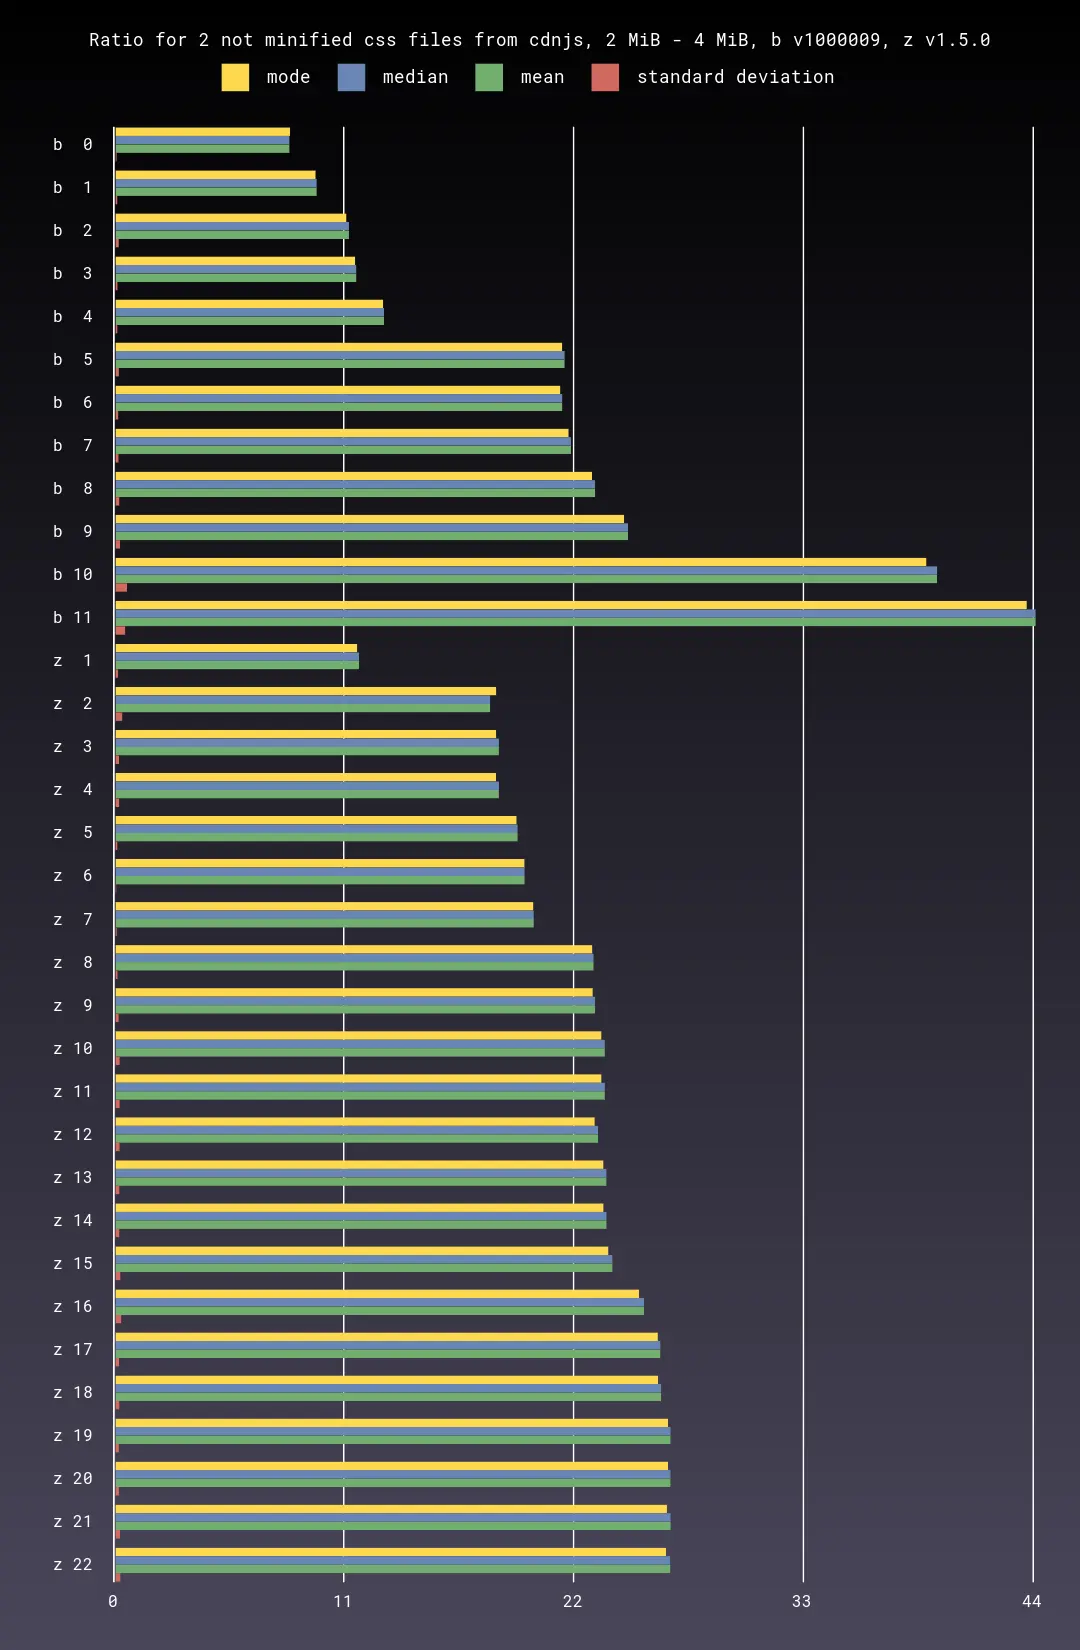 Ratio for 2 not minified css files from cdnjs, 2 MiB - 4 MiB, b v1000009, z v1.5.0
mode median mean standard deviation
b 0
b 1
b 2
b 3
b 4
b 5
b 6
b 7
b 8
b 9
b 10
b 11
z 1
z 2
z 3
z 4
z 5
z 6
z 7
z 8
z 9
z 10
z 11
z 12
z 13
z 14
z 15
z 16
z 17
z 18
z 19
z 20
z 21
z 22
0 11 22 33 44